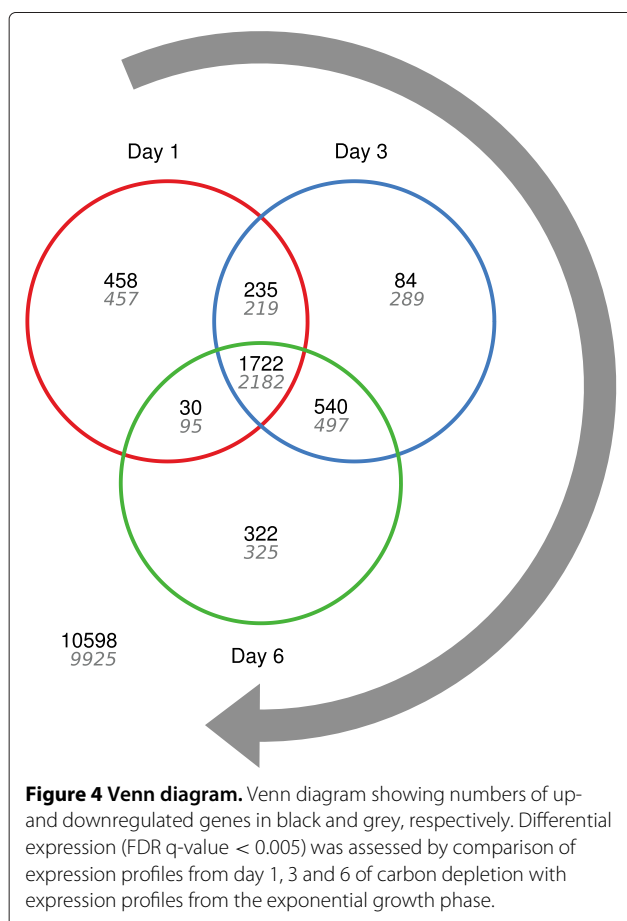 Day 1
Day 3
458
457
235
219
84
289
1722
2182
30
95
540
497
322
325
10598
9925
Day 6
Figure 4 Venn diagram. Venn diagram showing numbers of up-
and downregulated genes in black and grey, respectively. Differential
expression (FDR q-value < 0.005) was assessed by comparison of
expression profiles from day 1, 3 and 6 of carbon depletion with
expression profiles from the exponential growth phase.